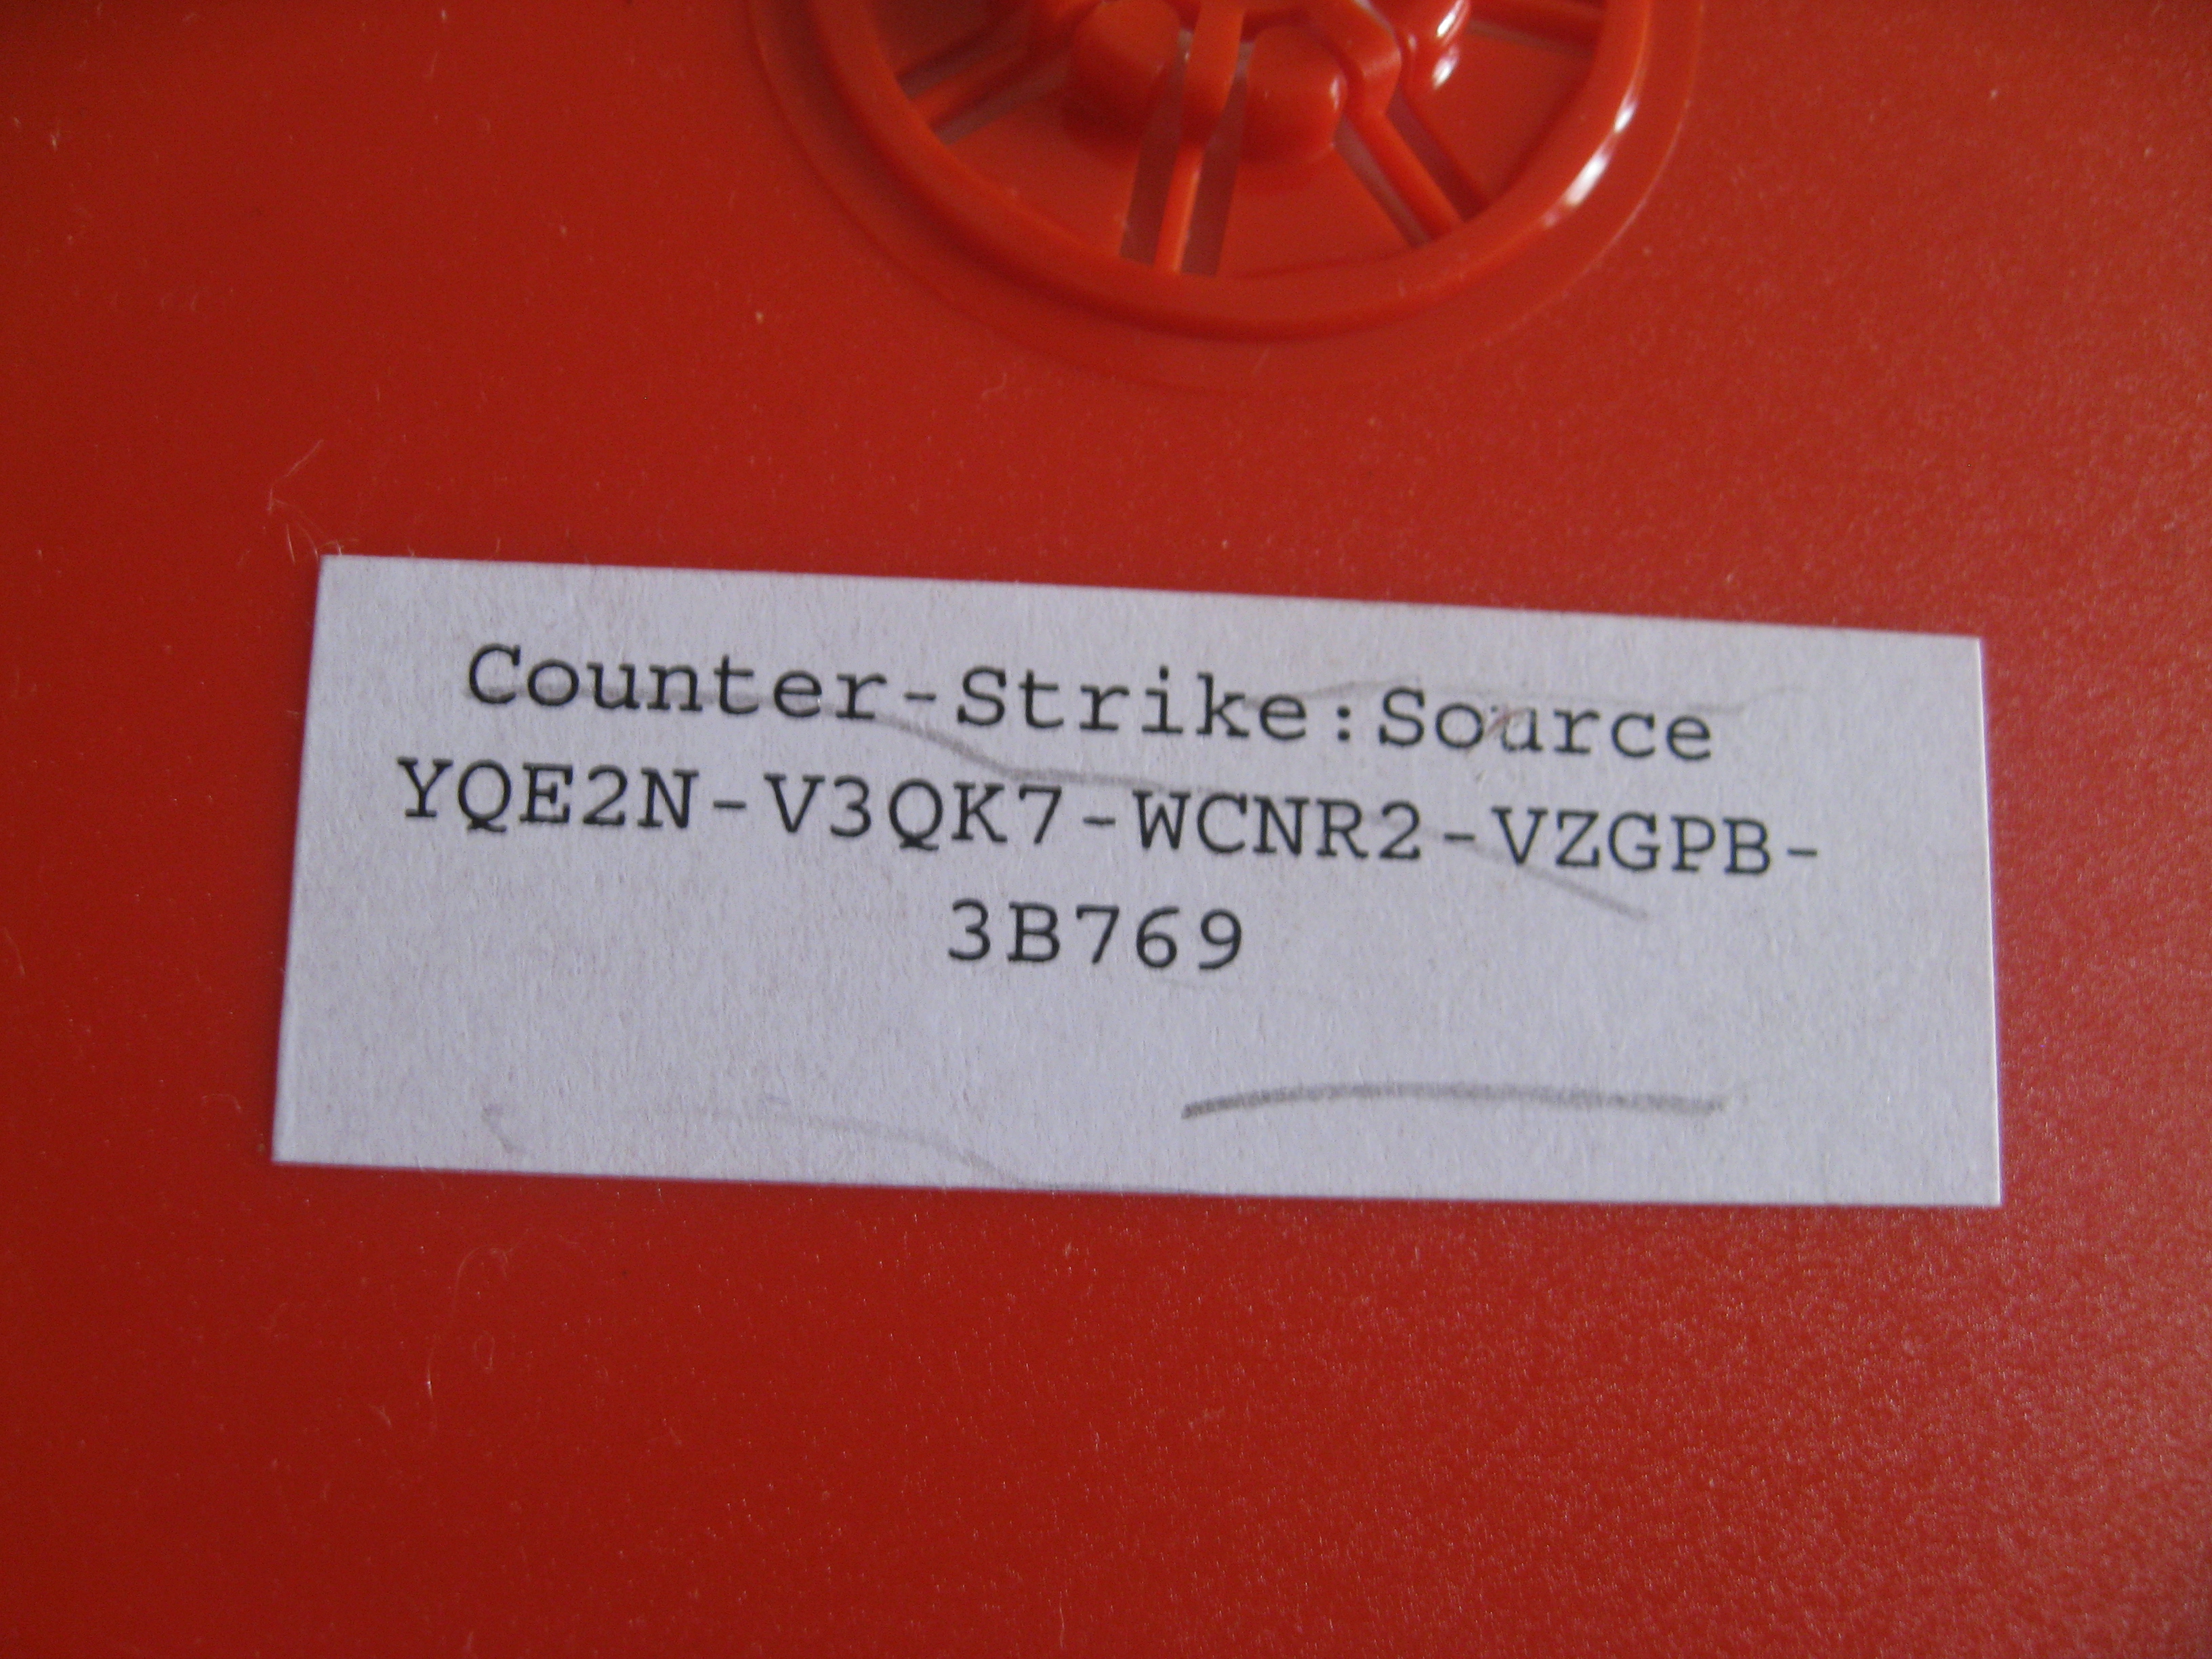 Counter-Strike:Source
YQE2N-V3QK7-WCNR2-VZGPB-
3B769